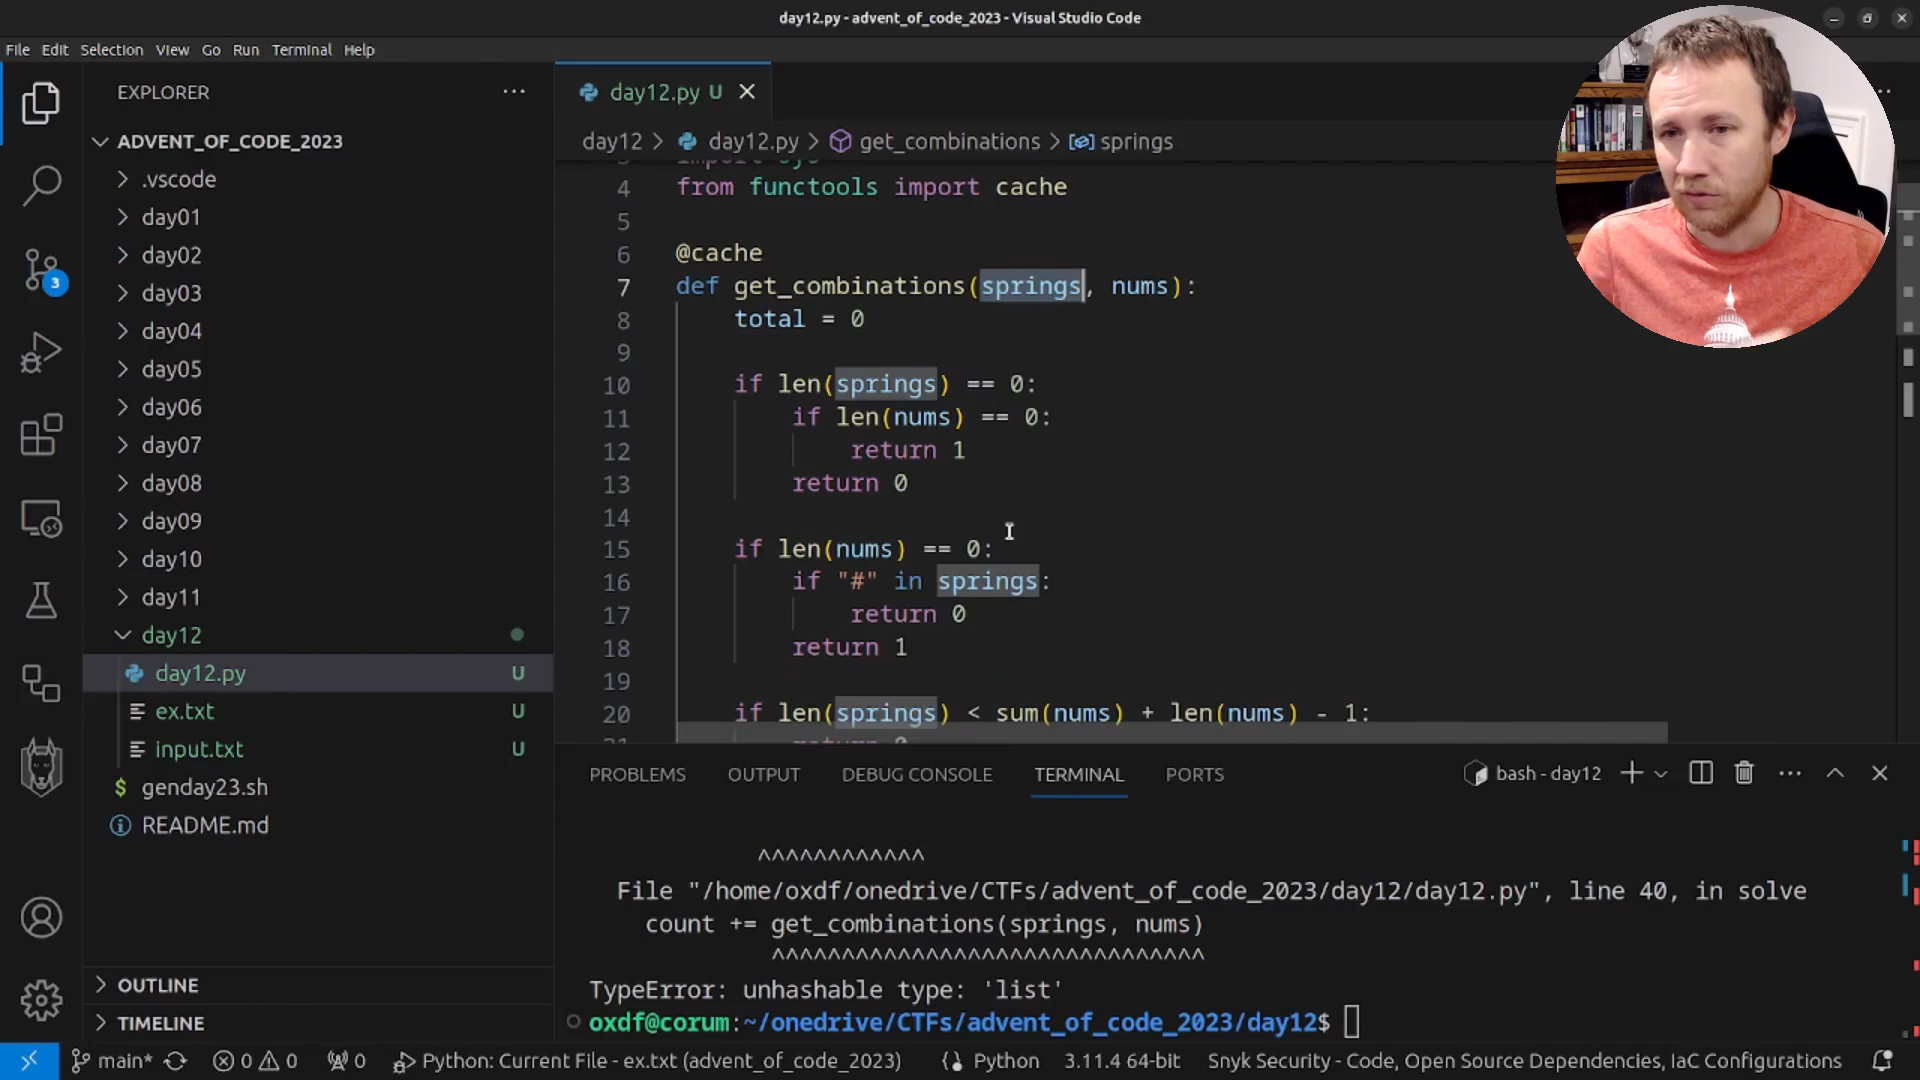 day12.py - advent_of_code_2023 - Visual Studio Code
File Edit Selection View Go Run Terminal Help
EXPLORER
ADVENT_OF_CODE_2023
.vscode
day01
day02
day03
day04
day05
day06
day07
day08
day09
day10
day11
day12
day12.py U
ex.txt U
input.txt U
genday23.sh
README.md
OUTLINE
TIMELINE
3
day12.py U
day12 > day12.py > get_combinations > springs
4 from functools import cache
5
6 @cache
7 def get_combinations(springs, nums):
8 total = 0
9
10 if len(springs) == 0:
11 if len(nums) == 0:
12 return 1
13 return 0
14
15 if len(nums) == 0:
16 if "#" in springs:
17 return 0
18 return 1
19
20 if len(springs) < sum(nums) + len(nums) - 1:
PROBLEMS OUTPUT DEBUG CONSOLE TERMINAL PORTS bash - day12
^^^^^^^^^^^^
File "/home/oxdf/onedrive/CTFs/advent_of_code_2023/day12/day12.py", line 40, in solve
count += get_combinations(springs, nums)
^^^^^^^^^^^^^^^^^^^^^^^^^^^^^^
TypeError: unhashable type: 'list'
oxdf@corum:~/onedrive/CTFs/advent_of_code_2023/day12$
main* 0 0 0 Python: Current File - ex.txt (advent_of_code_2023) Python 3.11.4 64-bit Snyk Security - Code, Open Source Dependencies, IaC Configurations